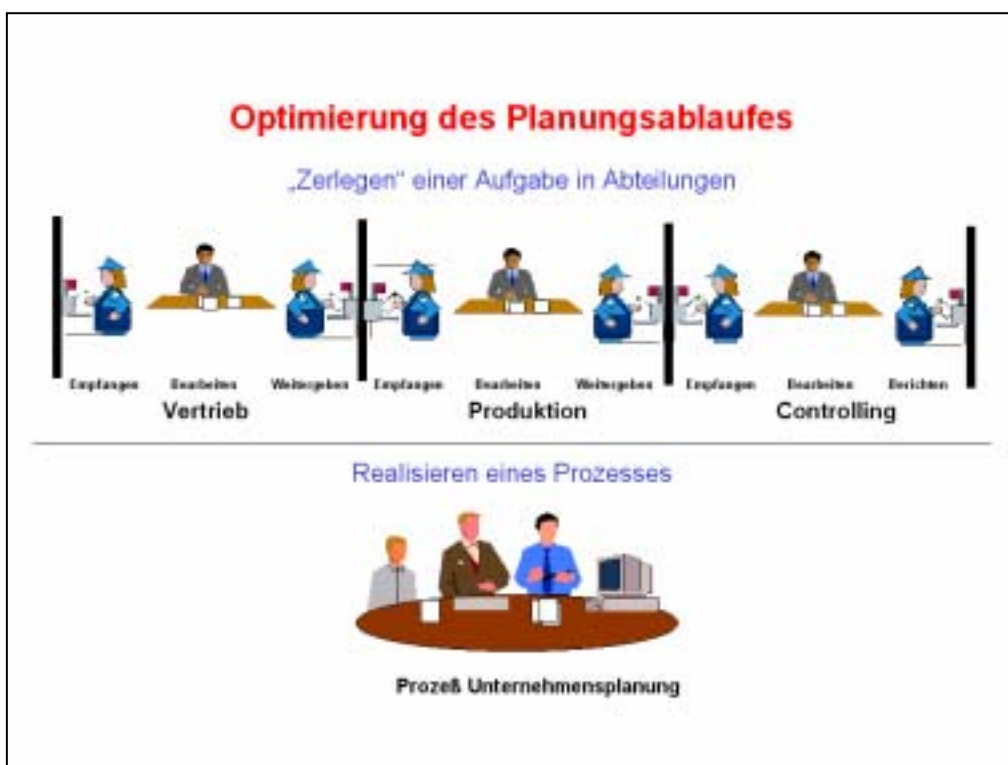 Optimierung des Planungsablaufes
„Zerlegen“ einer Aufgabe in Abteilungen
Empfangen Bearbeiten Weitergeben Empfangen Bearbeiten Weitergeben Empfangen Bearbeiten Berichten
Vertrieb Produktion Controlling
Realisieren eines Prozesses
Prozeß Unternehmensplanung